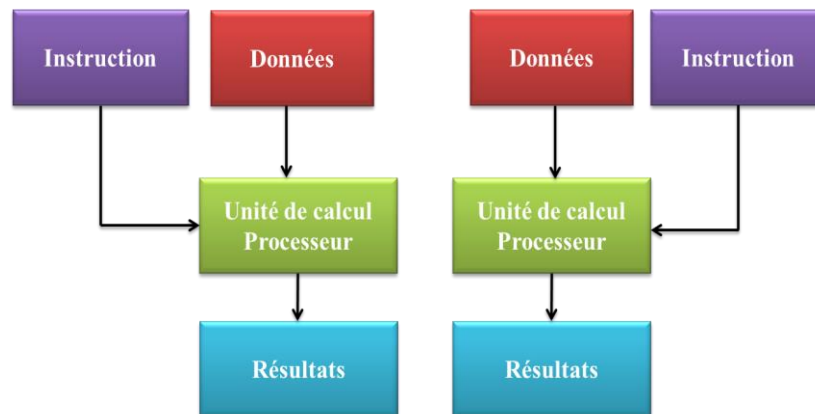 Instruction
Données
Données
Instruction
Unité de calcul
Processeur
Unité de calcul
Processeur
Résultats
Résultats